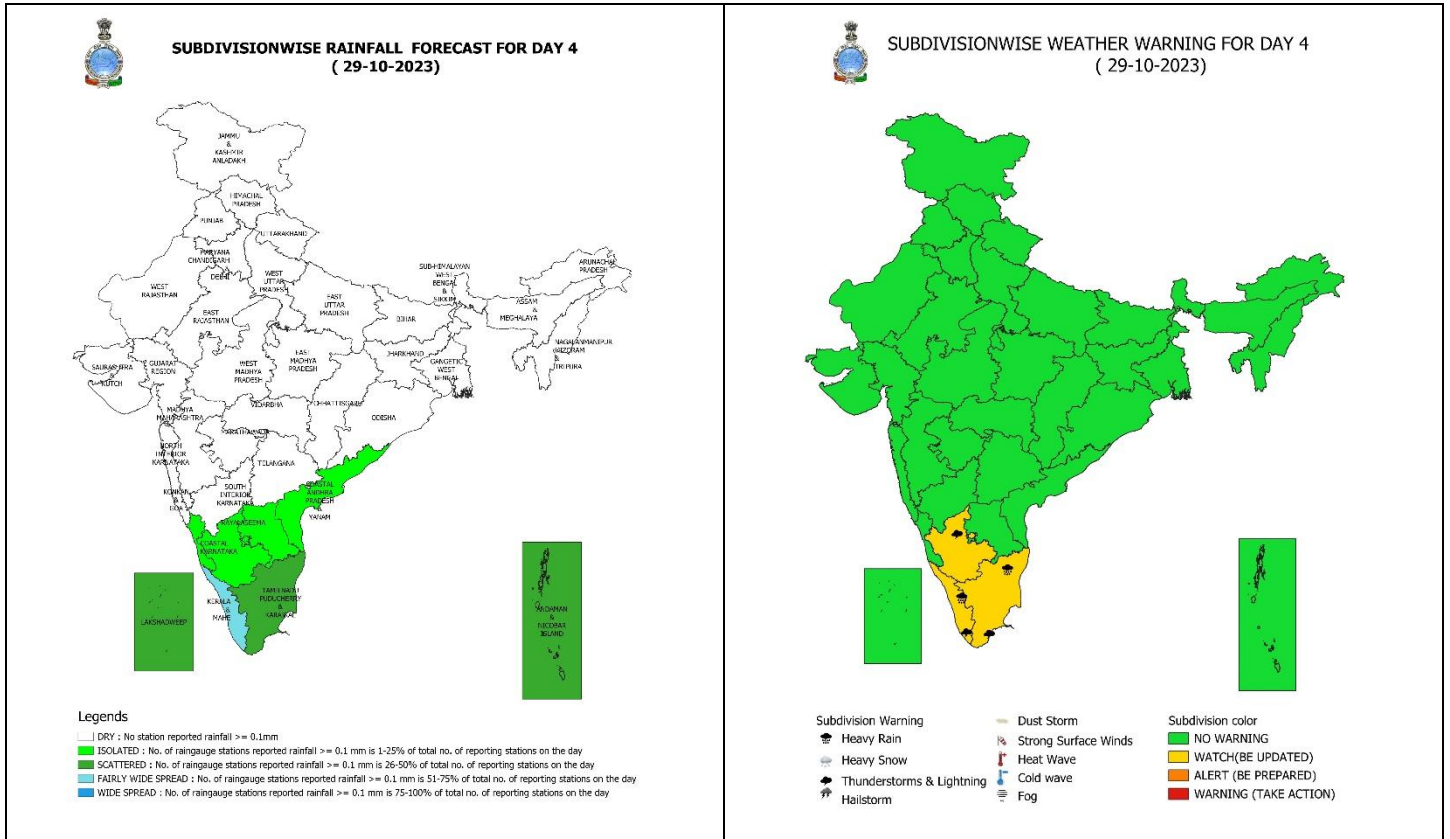 SUBDIVISIONWISE RAINFALL FORECAST FOR DAY 4
( 29-10-2023)
JAMMU
&
KASHMIR
ANLADAKH
HIMACHAL
PRADESH
PUNJAB
UTTARAKHAND
HARYANA
CHANDIGARH
&
DELHI
WEST
UTTAR
PRADESH
SUB-HIMALAYAN
WEST
BENGAL
&
SIKKIM
ARUNACHAL
PRADESH
WEST
RAJASTHAN
EAST
UTTAR
PRADESH
ASSAM
&
MEGHALAYA
EAST
RAJASTHAN
BIHAR
NAGALANMANIPUR
MIZORAM
&
TRIPURA
SAURASHTRA
&
KUTCH
GUJARAT
REGION
WEST
MADHYA
PRADESH
EAST
MADHYA
PRADESH
JHARKHAND
GANGETIC
WEST
BENGAL
MADHYA
MAHARASHTRA
VIDARBHA
CHHATTISGARH
ODISHA
MARATHAWADA
NORTH
INTERIOR
KARNATAKA
TELANGANA
KONKAN
&
GOA
SOUTH
INTERIOR
KARNATAKA
COASTAL
ANDHRA
PRADESH
&
YANAM
RAYALASEEMA
COASTAL
KARNATAKA
KERALA
&
MAHE
TAMILNADU
PUDUCHERRY
&
KARAIKAL
LAKSHADWEEP
ANDAMAN
&
NICOBAR
ISLAND
Legends
DRY : No station reported rainfall >= 0.1mm
ISOLATED : No. of raingauge stations reported rainfall >= 0.1 mm is 1-25% of total no. of reporting stations on the day
SCATTERED : No. of raingauge stations reported rainfall >= 0.1 mm is 26-50% of total no. of reporting stations on the day
FAIRLY WIDE SPREAD : No. of raingauge stations reported rainfall >= 0.1 mm is 51-75% of total no. of reporting stations on the day
WIDE SPREAD : No. of raingauge stations reported rainfall >= 0.1 mm is 75-100% of total no. of reporting stations on the day
SUBDIVISIONWISE WEATHER WARNING FOR DAY 4
( 29-10-2023)
Subdivision Warning
Heavy Rain
Heavy Snow
Thunderstorms & Lightning
Hailstorm
Dust Storm
Strong Surface Winds
Heat Wave
Cold wave
Fog
Subdivision color
NO WARNING
WATCH(BE UPDATED)
ALERT (BE PREPARED)
WARNING (TAKE ACTION)